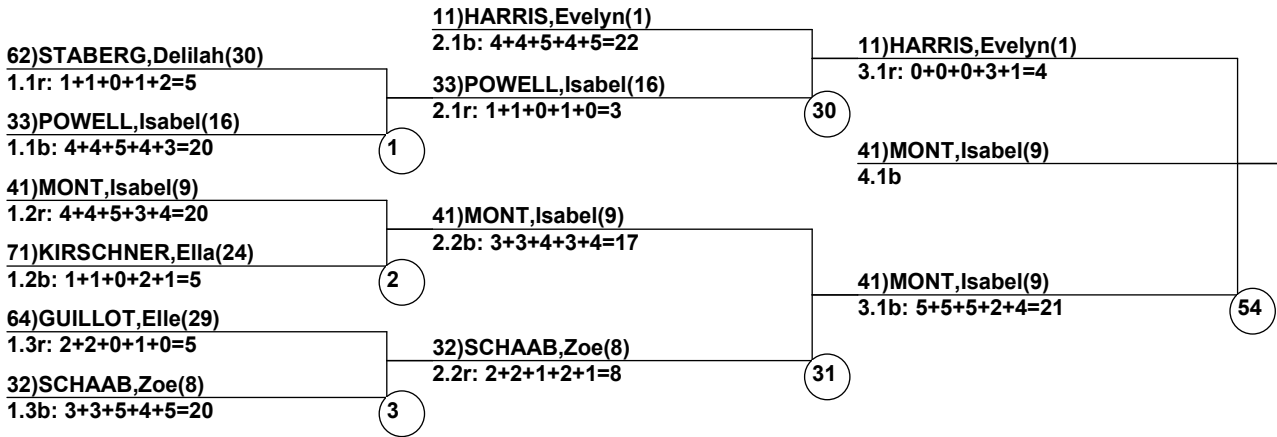 62)STABERG,Delilah(30)
1.1r: 1+1+0+1+2=5
33)POWELL,Isabel(16)
1.1b: 4+4+5+4+3=20
1
41)MONT,Isabel(9)
1.2r: 4+4+5+3+4=20
71)KIRSCHNER,Ella(24)
1.2b: 1+1+0+2+1=5
2
64)GUILLOT,Elle(29)
1.3r: 2+2+0+1+0=5
32)SCHAAB,Zoe(8)
1.3b: 3+3+5+4+5=20
3
11)HARRIS,Evelyn(1)
2.1b: 4+4+5+4+5=22
33)POWELL,Isabel(16)
2.1r: 1+1+0+1+0=3
30
41)MONT,Isabel(9)
2.2b: 3+3+4+3+4=17
32)SCHAAB,Zoe(8)
2.2r: 2+2+1+2+1=8
31
11)HARRIS,Evelyn(1)
3.1r: 0+0+0+3+1=4
41)MONT,Isabel(9)
4.1b
41)MONT,Isabel(9)
3.1b: 5+5+5+2+4=21
54